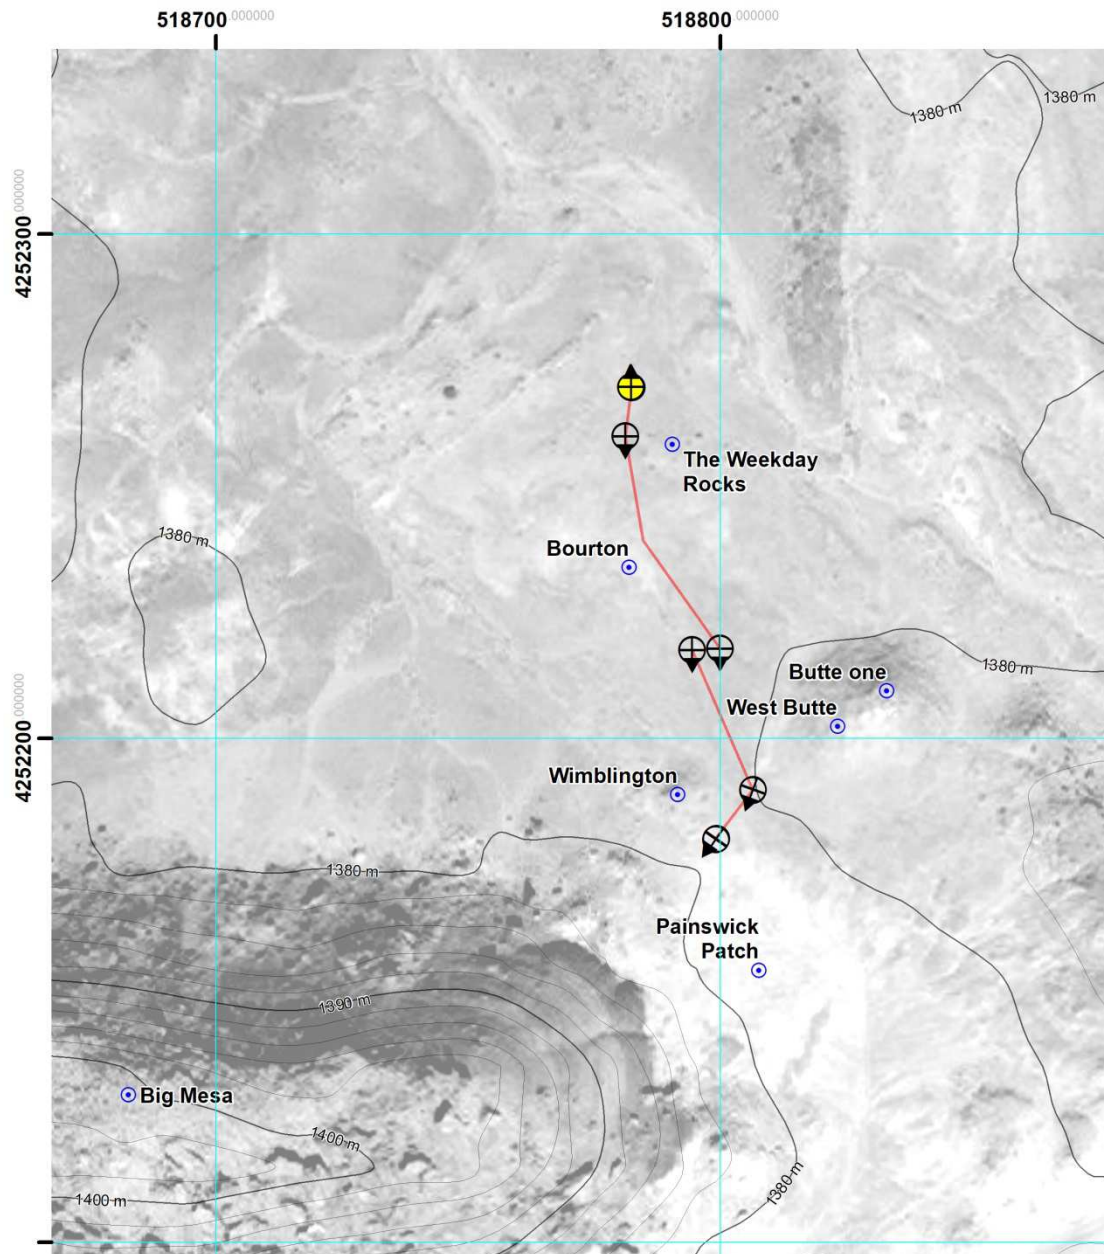 518700 000000
518800 000000
1380 m
1380 m
4252300 000000
The Weekday
Rocks
1380 m
Bourton
1380 m
Butte one
West Butte
4252200 000000
Wimblington
1380 m
Painswick
Patch
1390 m
Big Mesa
1400 m
1380 m
1400 m